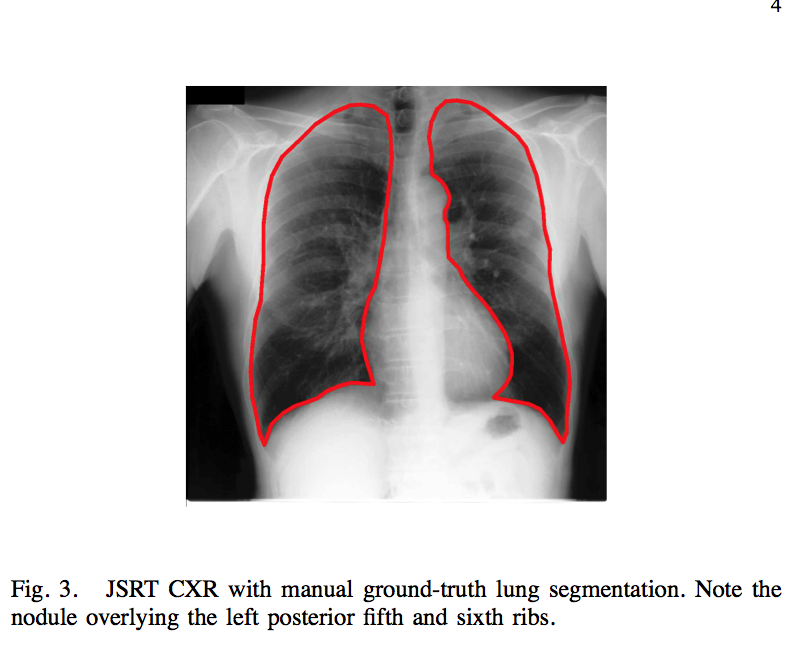 4
Fig. 3. JSRT CXR with manual ground-truth lung segmentation. Note the
nodule overlying the left posterior fifth and sixth ribs.